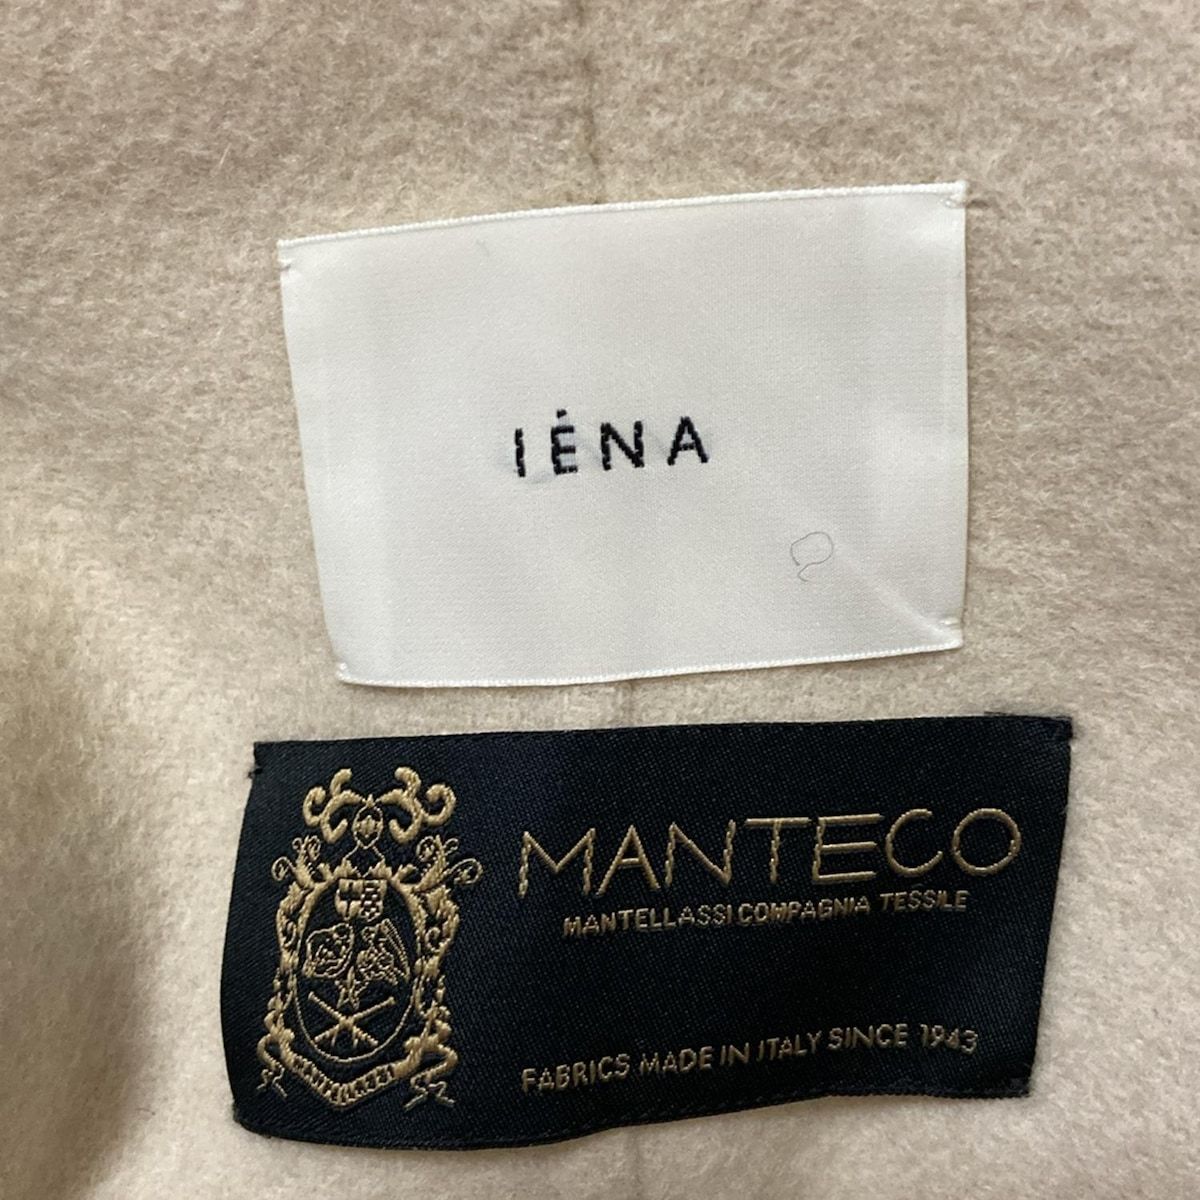 IÉNA
MANTECO
MANTELLASSI COMPAGNIA TESSILE
FABRICS MADE IN ITALY SINCE 1943